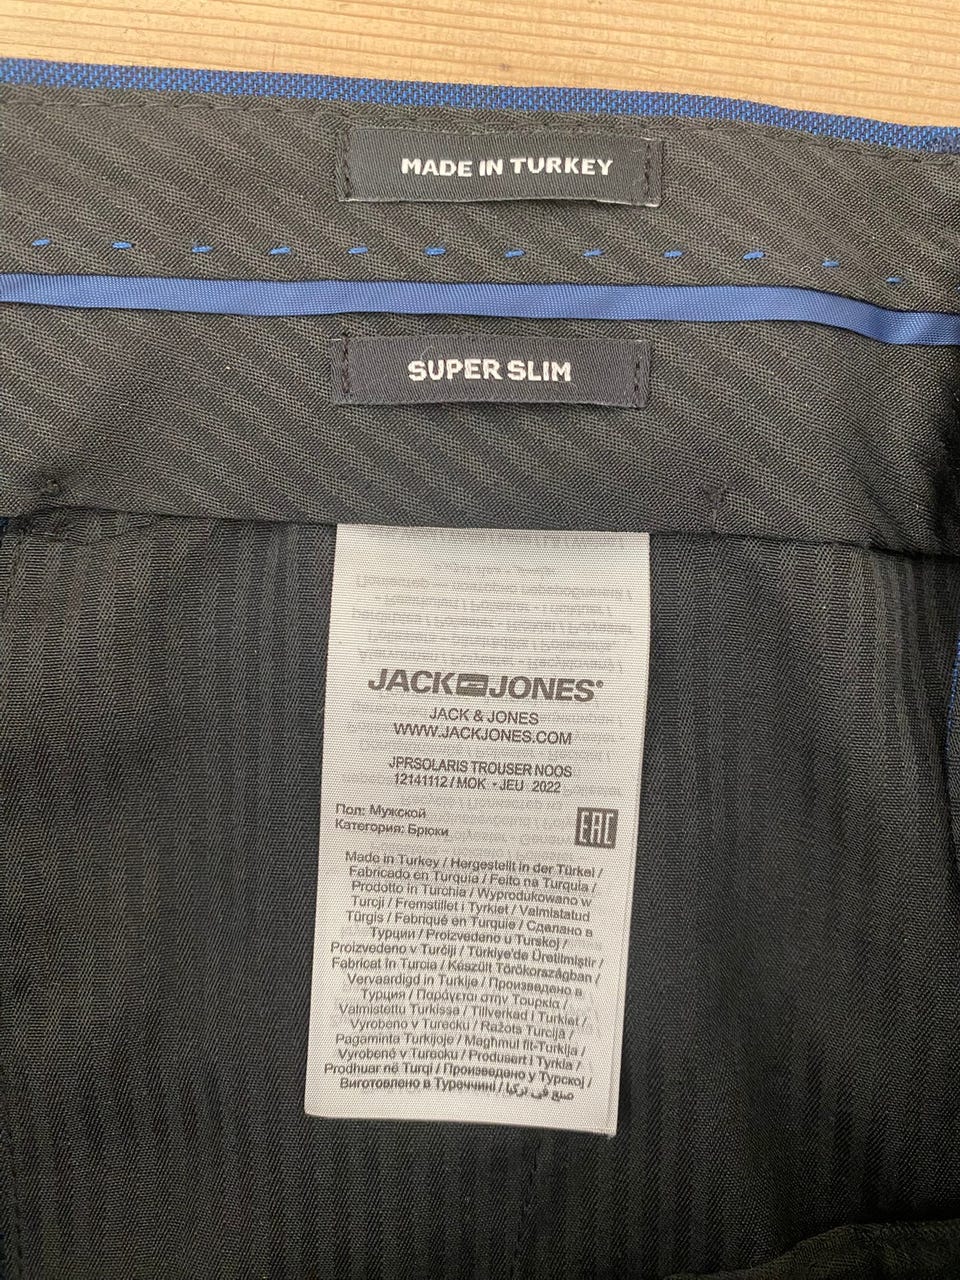 MADE IN TURKEY
SUPER SLIM
JACK JONES®
JACK & JONES
WWW.JACKJONES.COM
JPRSOLARIS TROUSER NOOS
12141112/MOK - JEU 2022
Пол: Мужской
Категория: Брюки
EAC
Made in Turkey / Hergestellt in der Türkei /
Fabricado en Turquia / Feito na Turquia /
Prodotto in Turchia / Wyprodukowano w
Turcji / Fremstillet i Tyrkiet / Valmistatud
Türgis / Fabriqué en Turquie / Сделано в
Турции / Proizvedeno u Turskoj /
Proizvedeno v Turčiji / Türkiye'de Üretilmiştir /
Fabricat în Turcia / Készült Törökországban /
Vervaardigd in Turkije / Произведено в
Турция / Παράγεται στην Τουρκία /
Valmistettu Turkissa / Tillverkad i Turkiet /
Vyrobeno v Turecku / Ražots Turcijā /
Pagaminta Turkijoje / Magħmul fit-Turkija /
Vyrobené v Turecku / Produsert i Tyrkia /
Prodhuar në Turqi / Произведено у Турској /
Виготовлено в Туреччині / صنع في تركيا